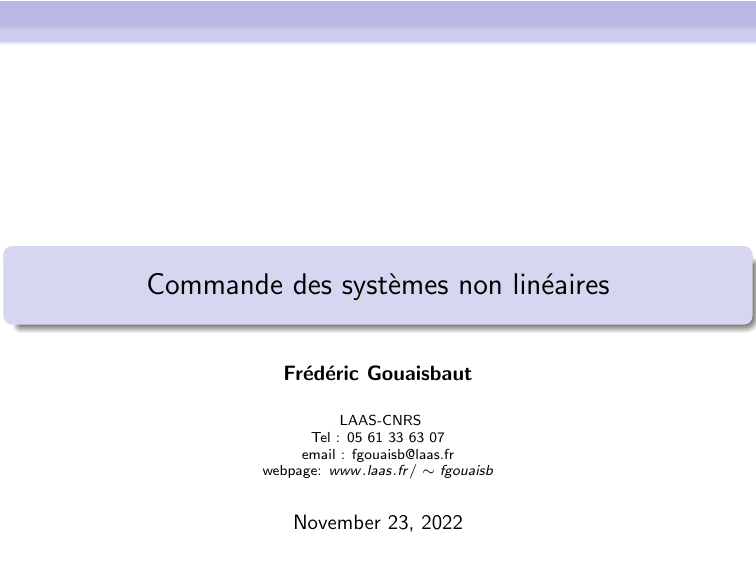 Commande des systèmes non linéaires
Frédéric Gouaisbaut
LAAS-CNRS
Tel : 05 61 33 63 07
email : fgouaisb@laas.fr
webpage: www.laas.fr/ ∼ fgouaisb
November 23, 2022